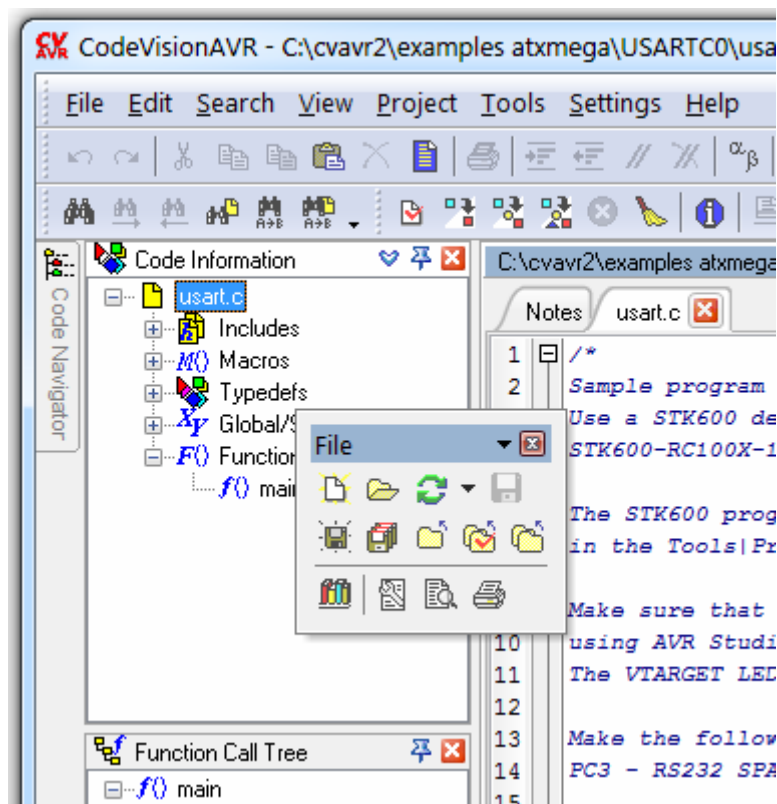 CodeVisionAVR - C:\cvavr2\examples atxmega\USARTC0\usa
File Edit Search View Project Tools Settings Help
Code Navigator
Code Information
usart.c
Includes
M() Macros
Typedefs
Global/S
F() Function
f() mai
Function Call Tree
f() main
File
C:\cvavr2\examples atxmega
Notes usart.c
1 /*
2 Sample program
Use a STK600 de
STK600-RC100X-1
The STK600 prog
in the Tools|Pr
Make sure that
10 using AVR Studi
11 The VTARGET LED
12
13 Make the follow
14 PC3 - RS232 SPA
15